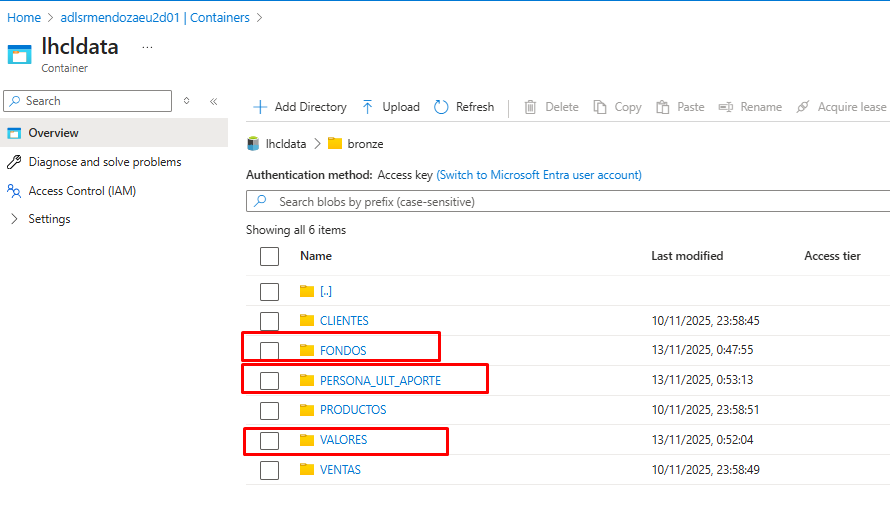 Home > adlsrmendozaeu2d01 | Containers >
lhcldata ...
Container
Search
Overview
Diagnose and solve problems
Access Control (IAM)
Settings
Add Directory Upload Refresh Delete Copy Paste Rename Acquire lease
lhcldata > bronze
Authentication method: Access key (Switch to Microsoft Entra user account)
Search blobs by prefix (case-sensitive)
Showing all 6 items
Name Last modified Access tier
[..]
CLIENTES 10/11/2025, 23:58:45
FONDOS 13/11/2025, 0:47:55
PERSONA_ULT_APORTE 13/11/2025, 0:53:13
PRODUCTOS 10/11/2025, 23:58:51
VALORES 13/11/2025, 0:52:04
VENTAS 10/11/2025, 23:58:49